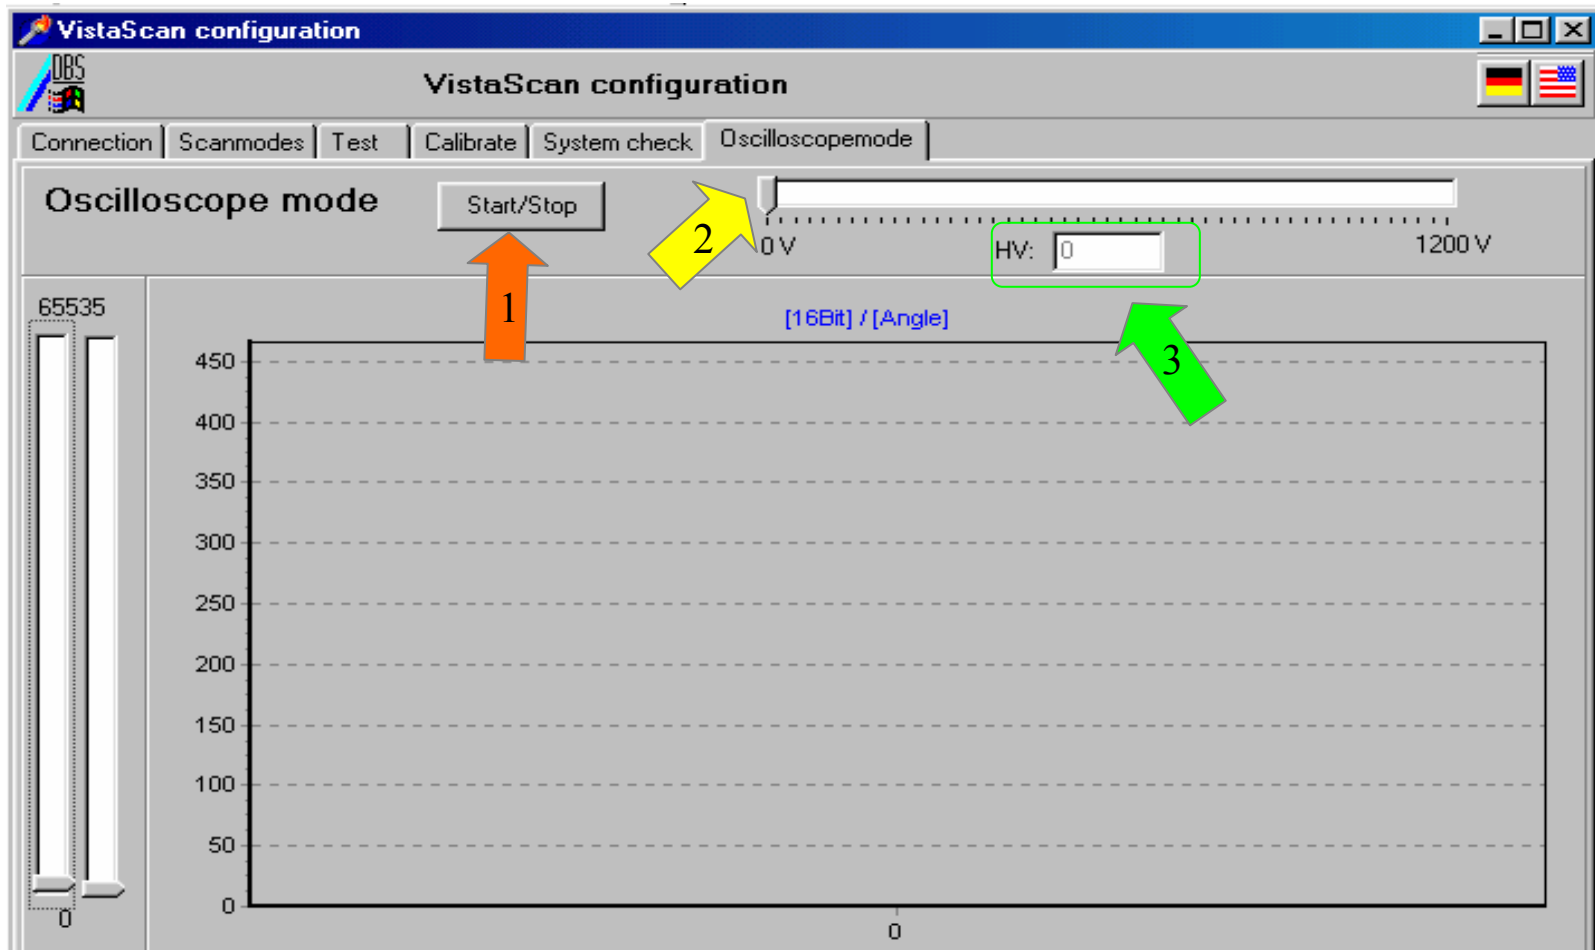 VistaScan configuration
DBS
VistaScan configuration
Connection Scanmodes Test Calibrate System check Oscilloscopemode
Oscilloscope mode Start/Stop
1
2
0 V 1200 V
HV: 0
3
65535
0
[16Bit] / [Angle]
450
400
350
300
250
200
150
100
50
0
0